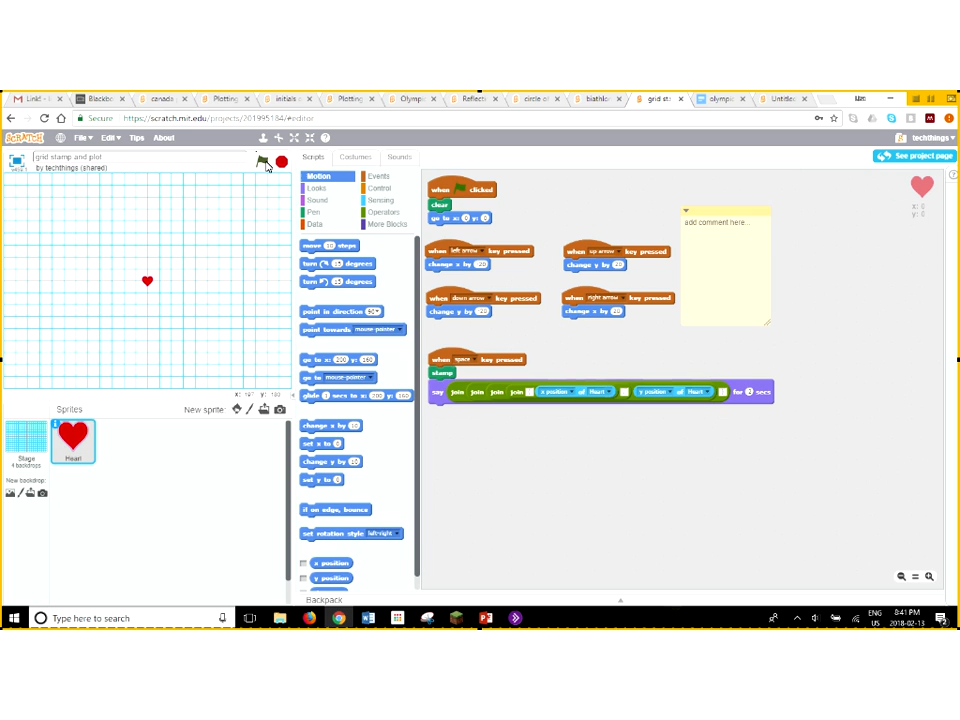 Blackbo
canada
Plotting
initials a
Plotting
Olympic
Reflecti
circle of
biathlon
grid sta
olympic
Untitled
Secure https://scratch.mit.edu/projects/201995184/#editor
SCRATCH File Edit Tips About techthings
grid stamp and plot
by techthings (shared)
Scripts Costumes Sounds
See project page
Motion Events
Looks Control
Sound Sensing
Pen Operators
Data More Blocks
move 10 steps
turn 15 degrees
turn 15 degrees
point in direction 90
point towards mouse-pointer
go to x: 200 y: 160
go to mouse-pointer
glide 1 secs to x: 200 y: 160
change x by 10
set x to 0
change y by 10
set y to 0
if on edge, bounce
set rotation style left-right
x position
y position
when clicked
clear
go to x: 0 y: 0
when left arrow key pressed
change x by -20
when up arrow key pressed
change y by 20
when down arrow key pressed
change y by -20
when right arrow key pressed
change x by 20
when space key pressed
stamp
say join join join join x position of Heart y position of Heart for 2 secs
add comment here...
x: 0
y: 0
Sprites New sprite:
Stage
4 backdrops
New backdrop:
Heart
Backpack
Type here to search
ENG
US
8:41 PM
2018-02-13